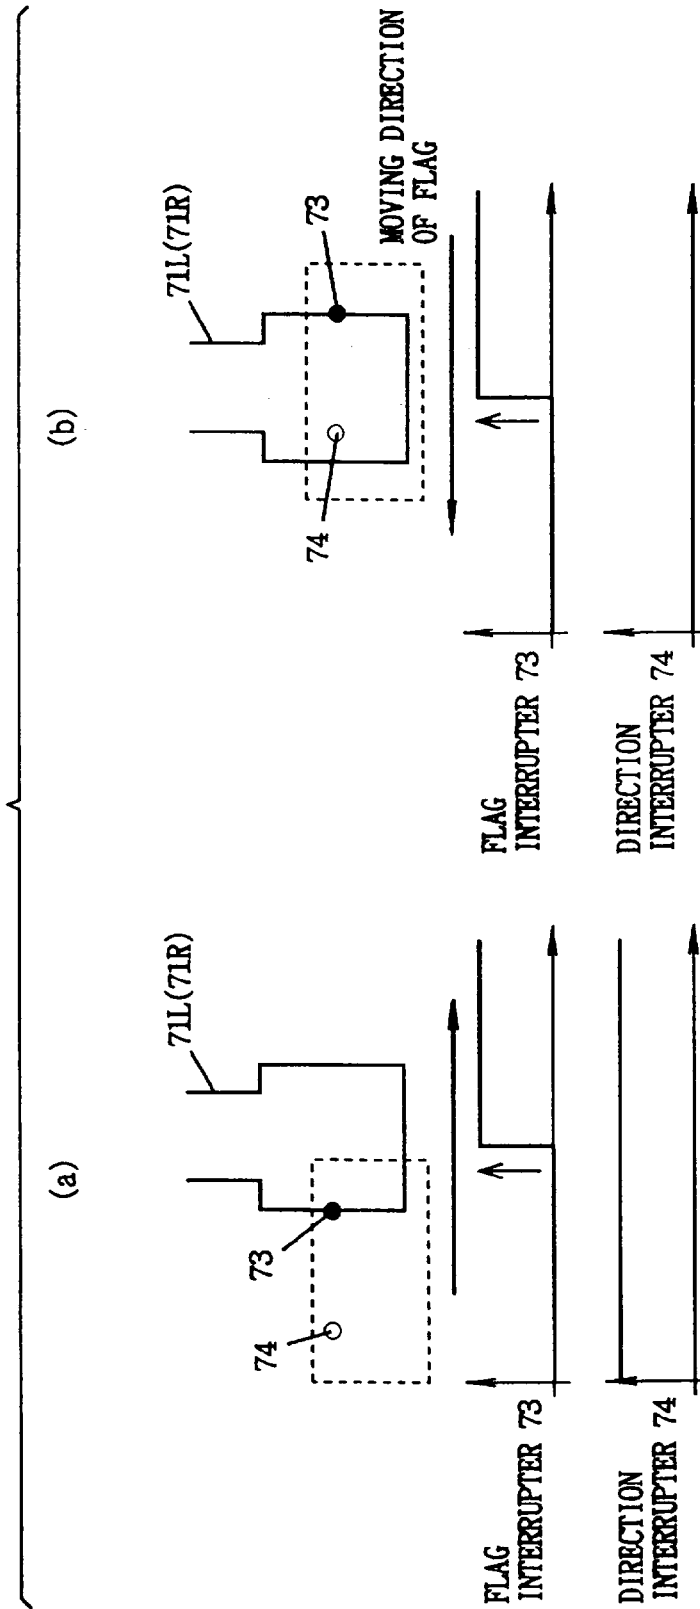 (a)
71L(71R)
73
74
FLAG
INTERRUPTER 73
DIRECTION
INTERRUPTER 74
(b)
71L(71R)
73
74
MOVING DIRECTION
OF FLAG
FLAG
INTERRUPTER 73
DIRECTION
INTERRUPTER 74